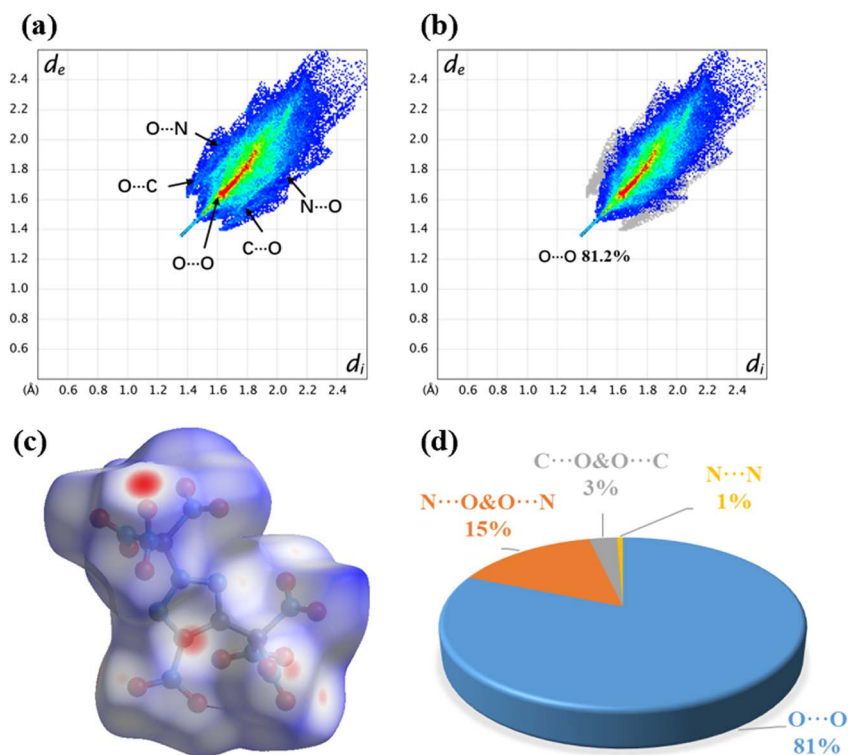 (a)
(b)
dₑ
2.4
2.2
2.0
1.8
1.6
1.4
1.2
1.0
0.8
0.6
O···N
O···C
N···O
C···O
O···O
dᵢ
(Å) 0.6 0.8 1.0 1.2 1.4 1.6 1.8 2.0 2.2 2.4
dₑ
2.4
2.2
2.0
1.8
1.6
1.4
1.2
1.0
0.8
0.6
O···O 81.2%
dᵢ
(Å) 0.6 0.8 1.0 1.2 1.4 1.6 1.8 2.0 2.2 2.4
(c)
(d)
C···O&O···C
3%
N···N
1%
N···O&O···N
15%
O···O
81%